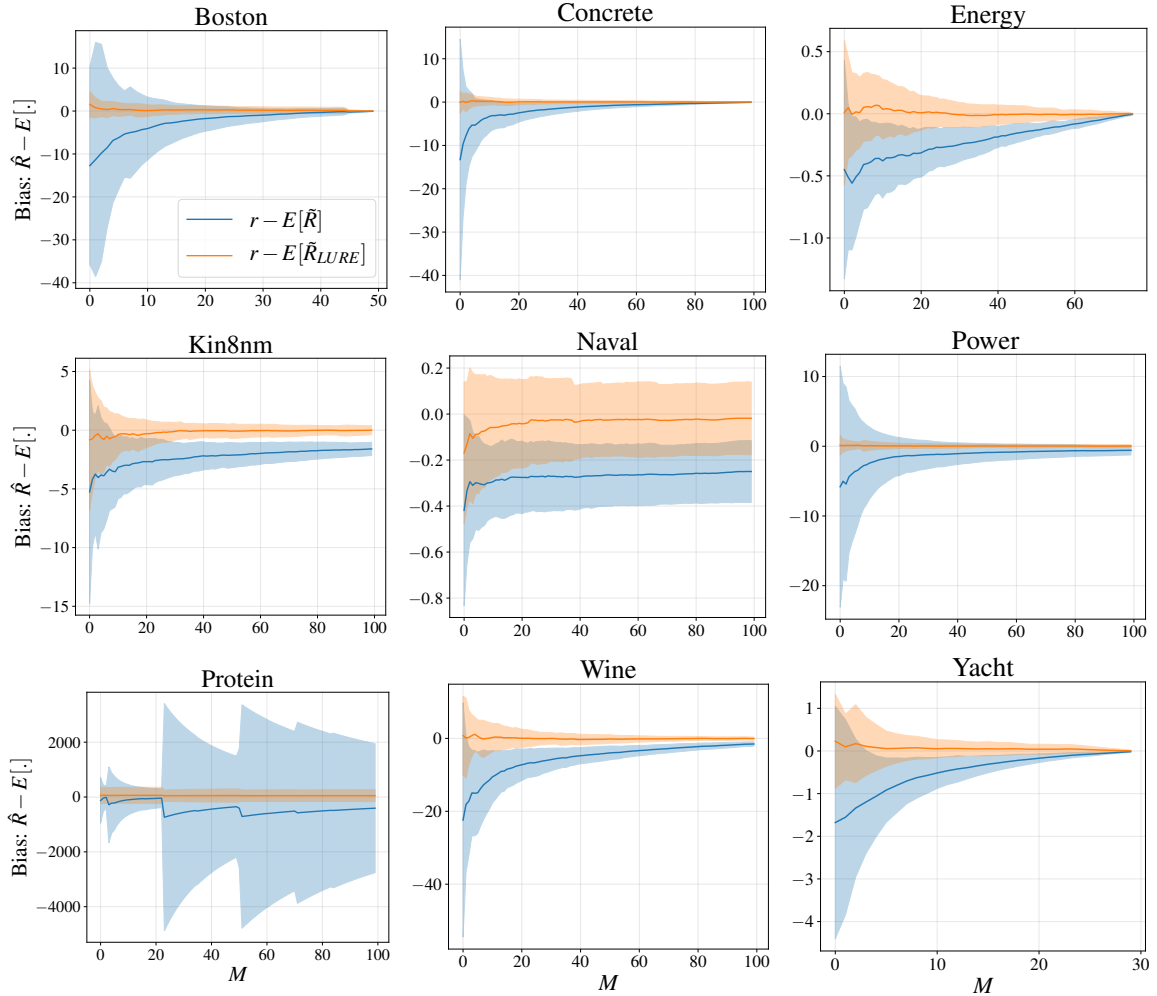 Boston
Concrete
Energy
Bias: R̂ − E[.]
10
0
−10
−20
−30
−40
r − E[R̃]
r − E[R̃_LURE]
0 10 20 30 40 50
10
0
−10
−20
−30
−40
0 20 40 60 80 100
0.5
0.0
−0.5
−1.0
0 20 40 60
Kin8nm
Naval
Power
Bias: R̂ − E[.]
5
0
−5
−10
−15
0 20 40 60 80 100
0.2
0.0
−0.2
−0.4
−0.6
−0.8
0 20 40 60 80 100
10
0
−10
−20
0 20 40 60 80 100
Protein
Wine
Yacht
Bias: R̂ − E[.]
2000
0
−2000
−4000
0 20 40 60 80 100
M
0
−20
−40
0 20 40 60 80 100
M
1
0
−1
−2
−3
−4
0 10 20 30
M